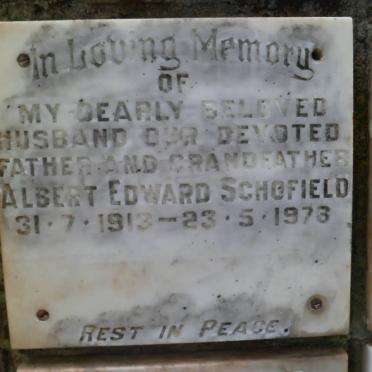 In Loving Memory
OF
MY DEARLY BELOVED
HUSBAND OUR DEVOTED
FATHER AND GRANDFATHER
ALBERT EDWARD SCHOFIELD
31·7·1913—23·5·1978
REST IN PEACE.